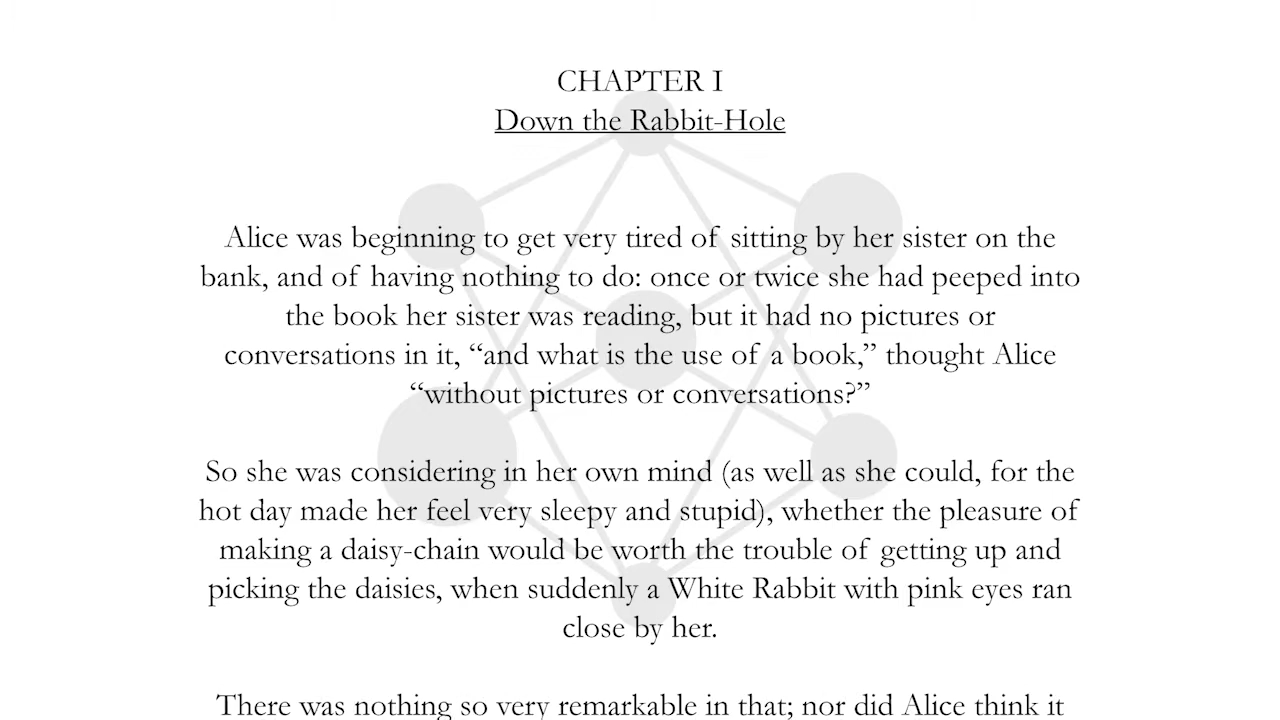 CHAPTER I
Down the Rabbit-Hole
Alice was beginning to get very tired of sitting by her sister on the
bank, and of having nothing to do: once or twice she had peeped into
the book her sister was reading, but it had no pictures or
conversations in it, “and what is the use of a book,” thought Alice
“without pictures or conversations?”
So she was considering in her own mind (as well as she could, for the
hot day made her feel very sleepy and stupid), whether the pleasure of
making a daisy-chain would be worth the trouble of getting up and
picking the daisies, when suddenly a White Rabbit with pink eyes ran
close by her.
There was nothing so very remarkable in that; nor did Alice think it